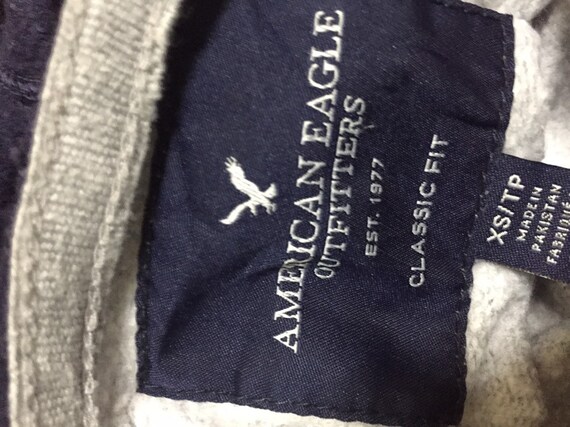 AMERICAN EAGLE
OUTFITTERS
EST. 1977
CLASSIC FIT
XS/TP
MADE IN
PAKISTAN